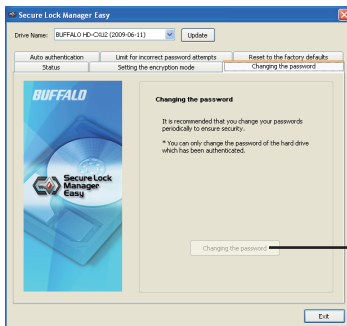 Secure Lock Manager Easy
Drive Name: BUFFALO HD-CXU2 (2009-06-11) Update
Auto authentication Limit for incorrect password attempts Reset to the factory defaults
Status Setting the encryption mode Changing the password
BUFFALO
Secure Lock
Manager
Easy
Changing the password
It is recommended that you change your passwords
periodically to ensure security.
* You can only change the password of the hard drive
which has been authenticated.
Changing the password
Exit